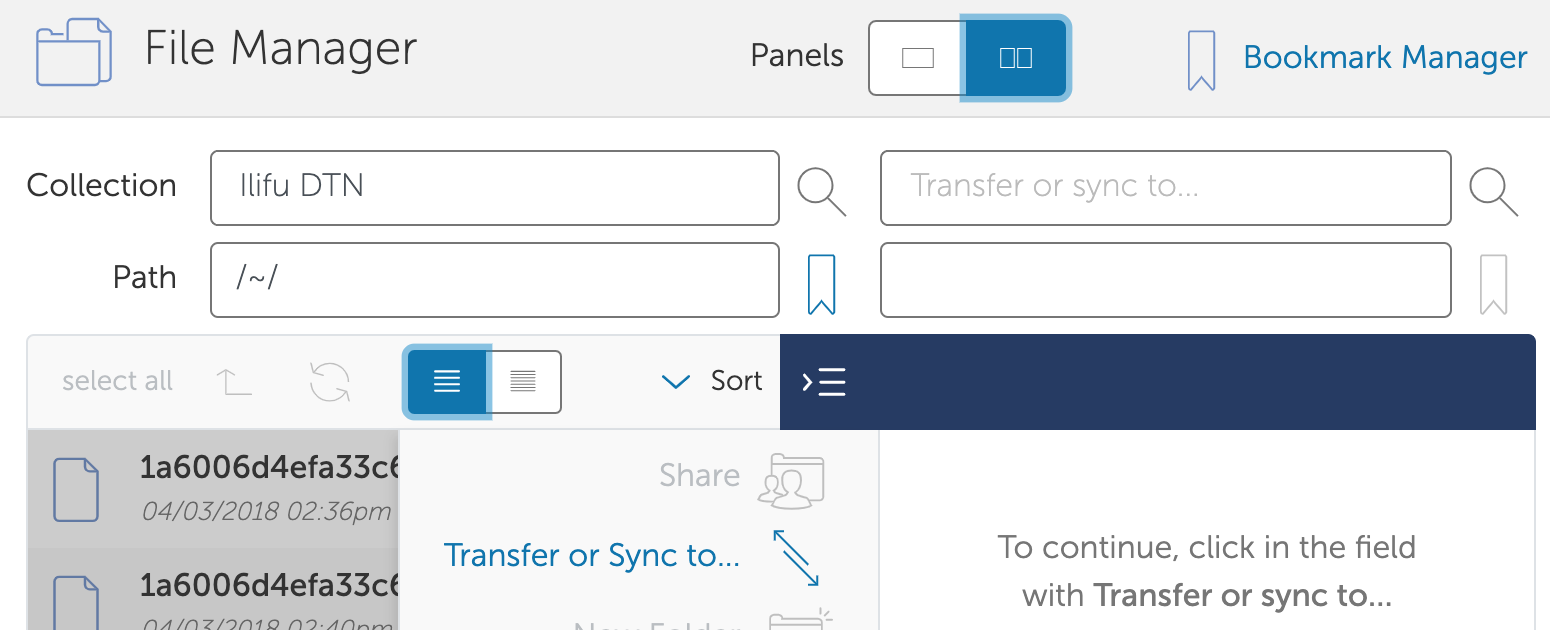 File Manager
Panels
Bookmark Manager
Collection
Ilifu DTN
Transfer or sync to...
Path
/~/
select all
Sort
1a6006d4efa33c6
04/03/2018 02:36pm
Share
Transfer or Sync to...
To continue, click in the field
with Transfer or sync to...
1a6006d4efa33c6
04/03/2018 02:40pm
New Folder